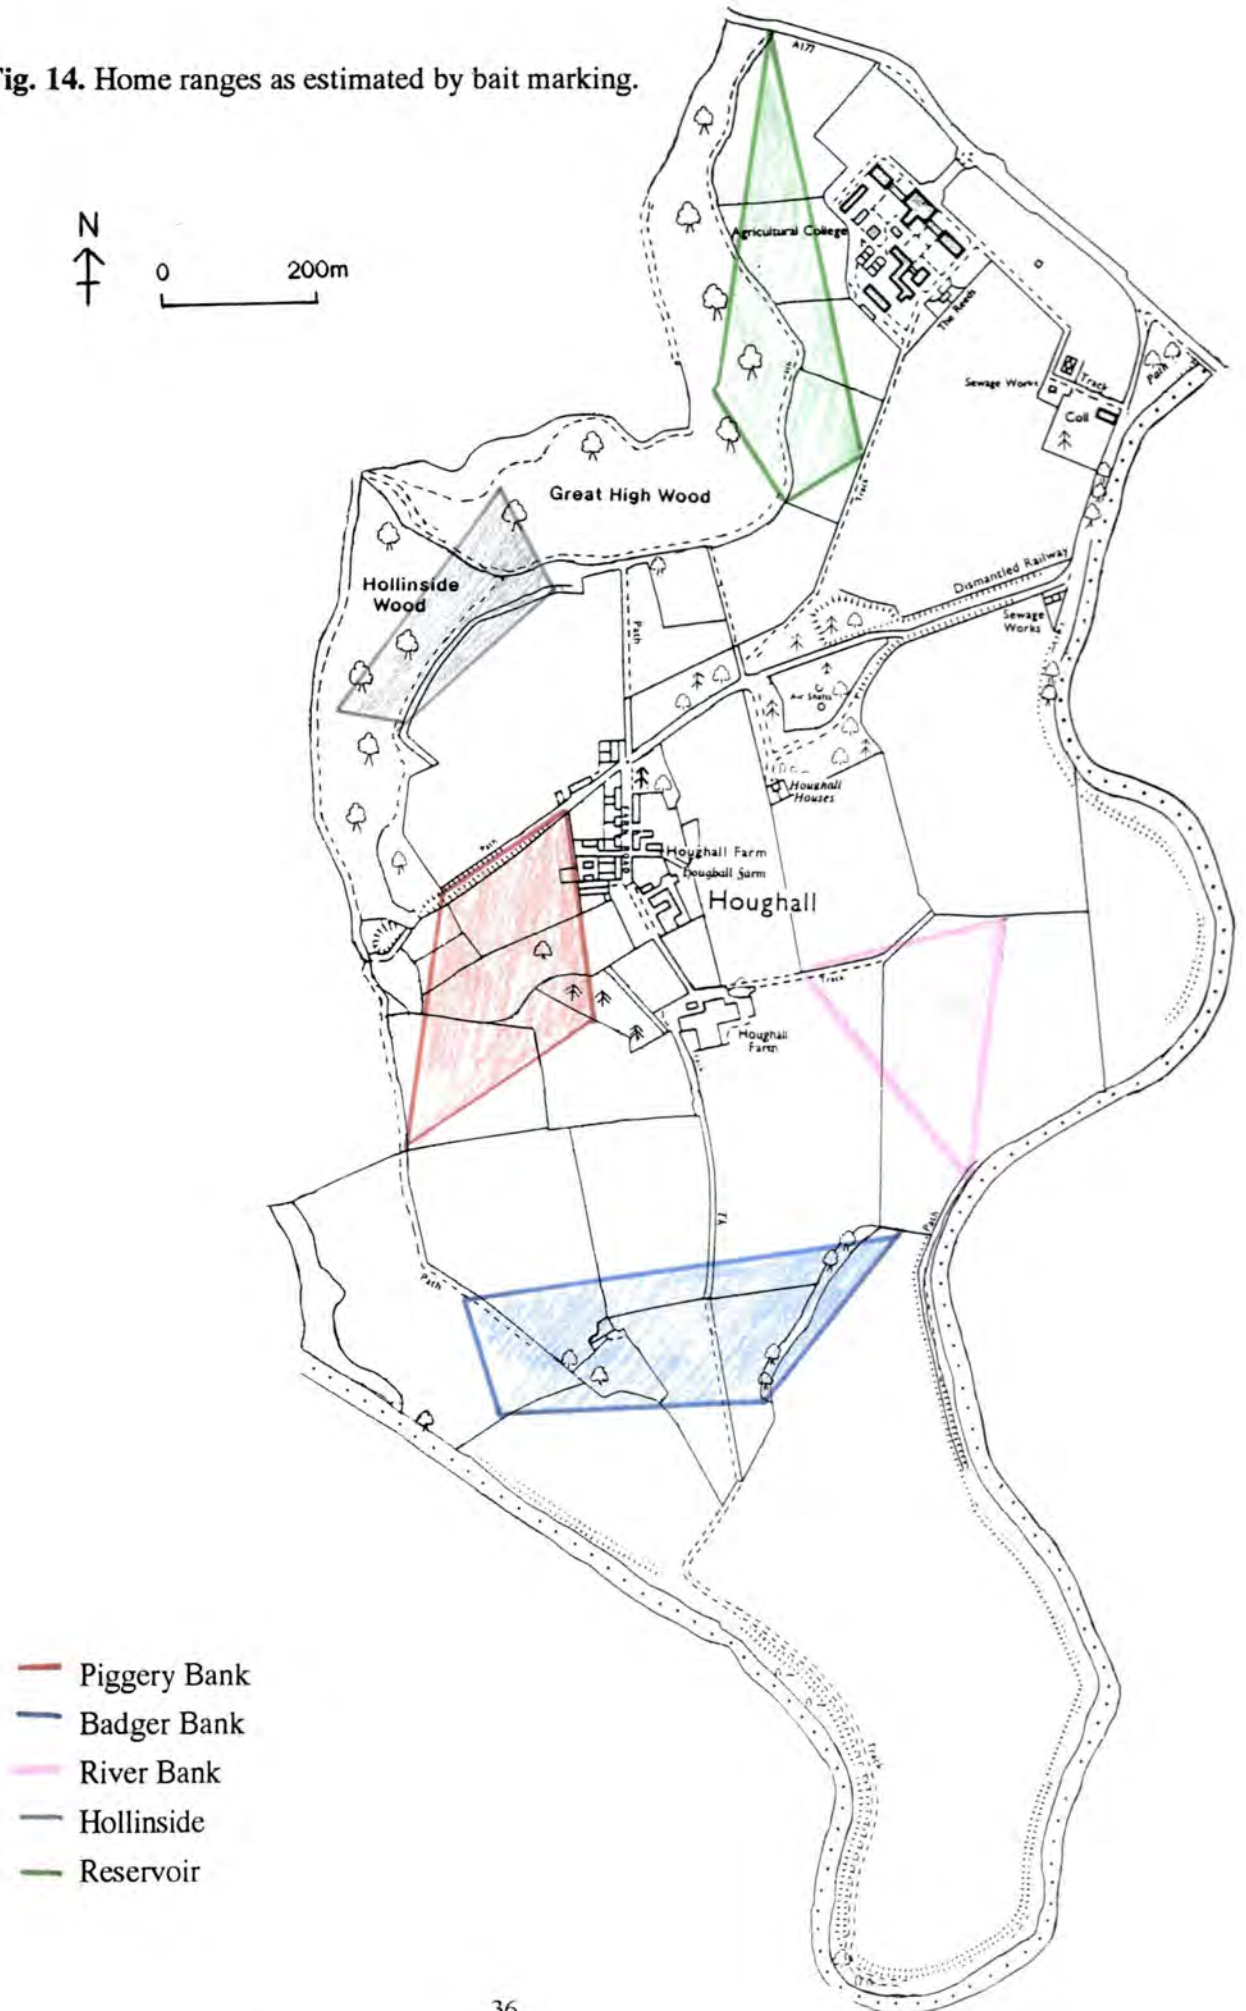 ig. 14. Home ranges as estimated by bait marking.
A177
N
0 200m
Agricultural College
The Reeds
Sewage Works
Track
Path
Coll
Great High Wood
Track
Hollinside
Wood
Dismantled Railway
Sewage
Works
Path
Air Shafts
Houghall
Houses
Path
Houghall Farm
Houghall Farm
Houghall
Track
Houghall
Farm
Path
Path
Track
Piggery Bank
Badger Bank
River Bank
Hollinside
Reservoir
36